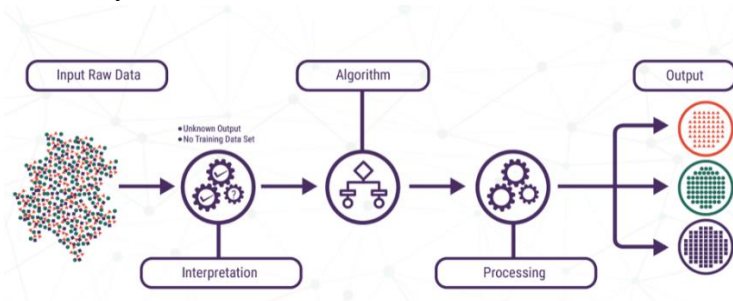 Input Raw Data
Algorithm
Output
• Unknown Output
• No Training Data Set
?
Interpretation
Processing